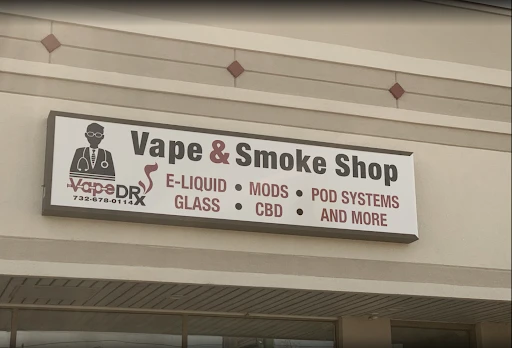 Vape & Smoke Shop
VapeDRx
732-678-0114
E-LIQUID • MODS • POD SYSTEMS
GLASS • CBD • AND MORE